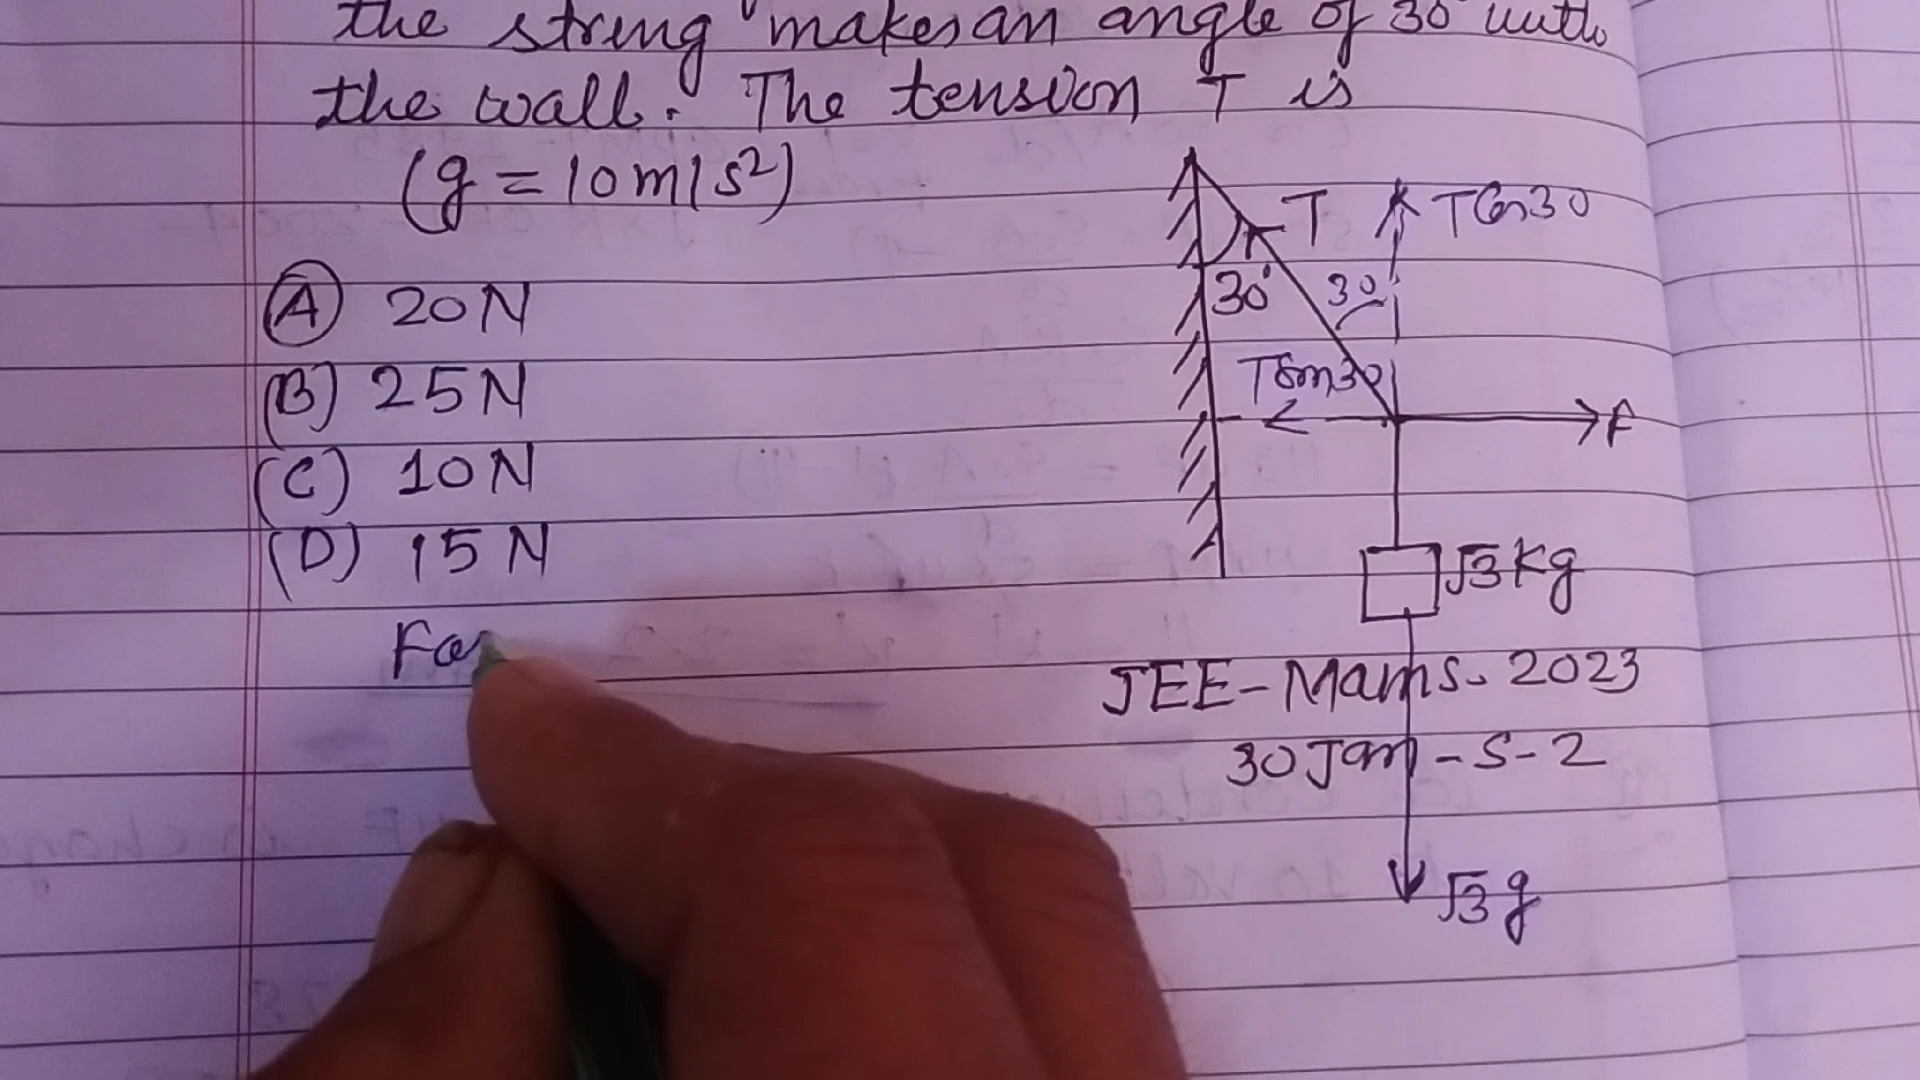 the string makes an angle of 30° with
the wall. The tension T is
(g = 10 m/s²)
(A) 20 N
(B) 25 N
(C) 10 N
(D) 15 N
For
T
T Cos30
30°
30
T Sin30
F
√3 kg
JEE-Mains. 2023
30 Jan - S-2
√3 g